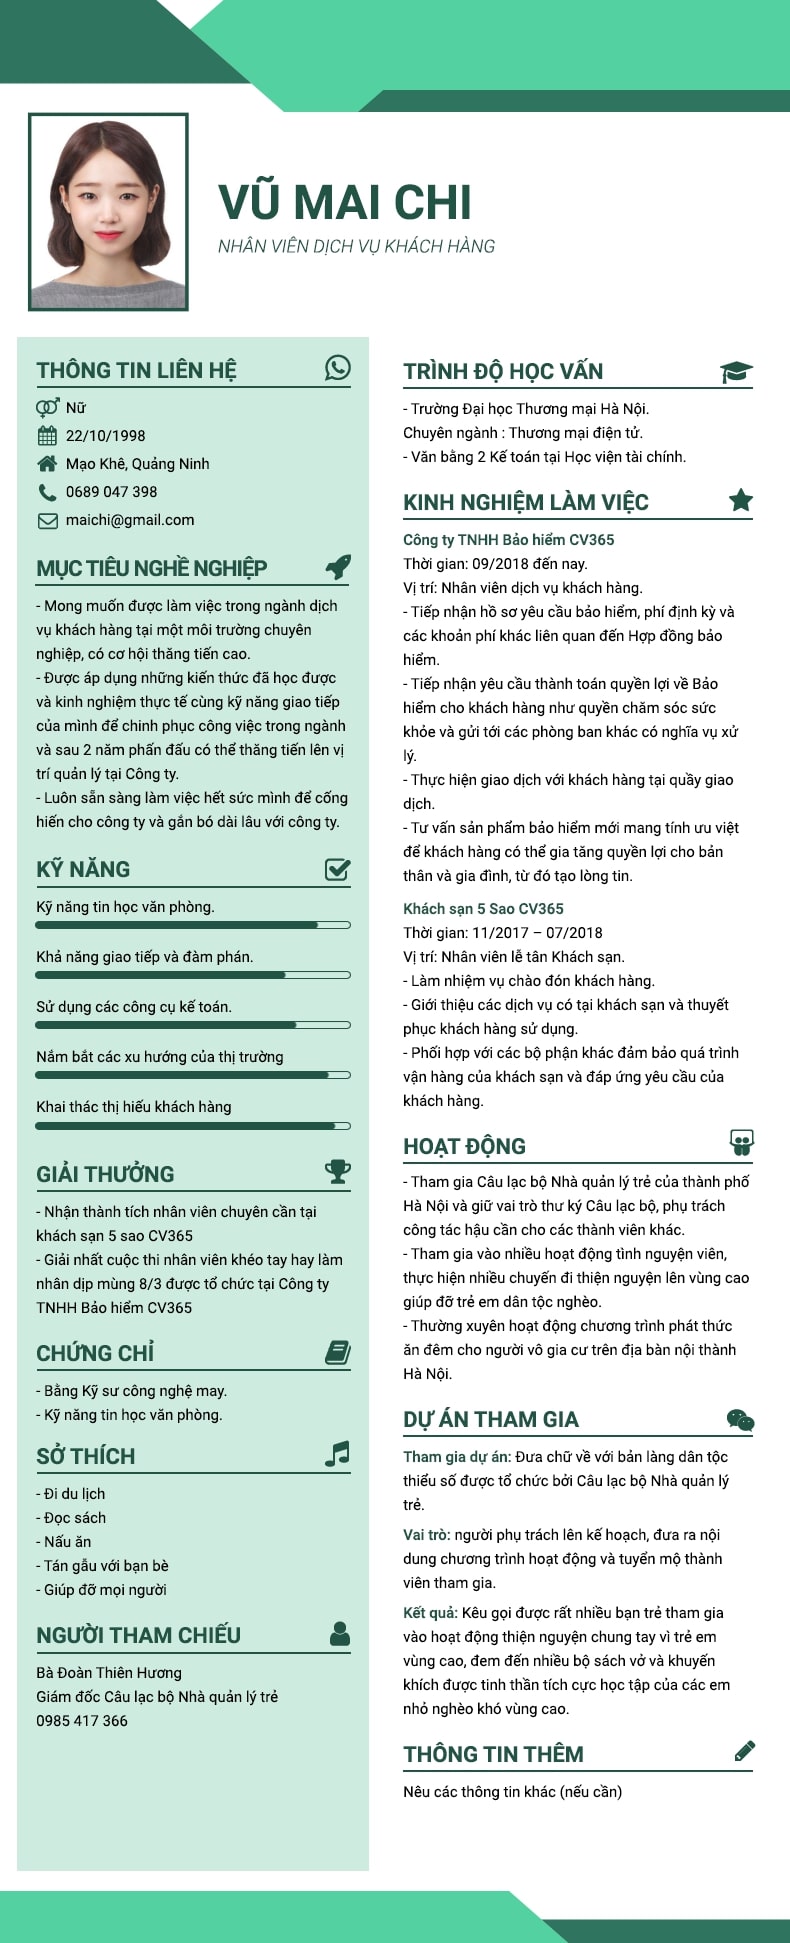 VŨ MAI CHI
NHÂN VIÊN DỊCH VỤ KHÁCH HÀNG
THÔNG TIN LIÊN HỆ
Nữ
22/10/1998
Mạo Khê, Quảng Ninh
0689 047 398
maichi@gmail.com
MỤC TIÊU NGHỀ NGHIỆP
- Mong muốn được làm việc trong ngành dịch
vụ khách hàng tại một môi trường chuyên
nghiệp, có cơ hội thăng tiến cao.
- Được áp dụng những kiến thức đã học được
và kinh nghiệm thực tế cùng kỹ năng giao tiếp
của mình để chinh phục công việc trong ngành
và sau 2 năm phấn đấu có thể thăng tiến lên vị
trí quản lý tại Công ty.
- Luôn sẵn sàng làm việc hết sức mình để cống
hiến cho công ty và gắn bó dài lâu với công ty.
KỸ NĂNG
Kỹ năng tin học văn phòng.
Khả năng giao tiếp và đàm phán.
Sử dụng các công cụ kế toán.
Nắm bắt các xu hướng của thị trường
Khai thác thị hiếu khách hàng
GIẢI THƯỞNG
- Nhận thành tích nhân viên chuyên cần tại
khách sạn 5 sao CV365
- Giải nhất cuộc thi nhân viên khéo tay hay làm
nhân dịp mùng 8/3 được tổ chức tại Công ty
TNHH Bảo hiểm CV365
CHỨNG CHỈ
- Bằng Kỹ sư công nghệ may.
- Kỹ năng tin học văn phòng.
SỞ THÍCH
- Đi du lịch
- Đọc sách
- Nấu ăn
- Tán gẫu với bạn bè
- Giúp đỡ mọi người
NGƯỜI THAM CHIẾU
Bà Đoàn Thiên Hương
Giám đốc Câu lạc bộ Nhà quản lý trẻ
0985 417 366
TRÌNH ĐỘ HỌC VẤN
- Trường Đại học Thương mại Hà Nội.
Chuyên ngành : Thương mại điện tử.
- Văn bằng 2 Kế toán tại Học viện tài chính.
KINH NGHIỆM LÀM VIỆC
Công ty TNHH Bảo hiểm CV365
Thời gian: 09/2018 đến nay.
Vị trí: Nhân viên dịch vụ khách hàng.
- Tiếp nhận hồ sơ yêu cầu bảo hiểm, phí định kỳ và
các khoản phí khác liên quan đến Hợp đồng bảo
hiểm.
- Tiếp nhận yêu cầu thành toán quyền lợi về Bảo
hiểm cho khách hàng như quyền chăm sóc sức
khỏe và gửi tới các phòng ban khác có nghĩa vụ xử
lý.
- Thực hiện giao dịch với khách hàng tại quầy giao
dịch.
- Tư vấn sản phẩm bảo hiểm mới mang tính ưu việt
để khách hàng có thể gia tăng quyền lợi cho bản
thân và gia đình, từ đó tạo lòng tin.
Khách sạn 5 Sao CV365
Thời gian: 11/2017 – 07/2018
Vị trí: Nhân viên lễ tân Khách sạn.
- Làm nhiệm vụ chào đón khách hàng.
- Giới thiệu các dịch vụ có tại khách sạn và thuyết
phục khách hàng sử dụng.
- Phối hợp với các bộ phận khác đảm bảo quá trình
vận hàng của khách sạn và đáp ứng yêu cầu của
khách hàng.
HOẠT ĐỘNG
- Tham gia Câu lạc bộ Nhà quản lý trẻ của thành phố
Hà Nội và giữ vai trò thư ký Câu lạc bộ, phụ trách
công tác hậu cần cho các thành viên khác.
- Tham gia vào nhiều hoạt động tình nguyện viên,
thực hiện nhiều chuyến đi thiện nguyện lên vùng cao
giúp đỡ trẻ em dân tộc nghèo.
- Thường xuyên hoạt động chương trình phát thức
ăn đêm cho người vô gia cư trên địa bàn nội thành
Hà Nội.
DỰ ÁN THAM GIA
Tham gia dự án: Đưa chữ về với bản làng dân tộc
thiểu số được tổ chức bởi Câu lạc bộ Nhà quản lý
trẻ.
Vai trò: người phụ trách lên kế hoạch, đưa ra nội
dung chương trình hoạt động và tuyển mộ thành
viên tham gia.
Kết quả: Kêu gọi được rất nhiều bạn trẻ tham gia
vào hoạt động thiện nguyện chung tay vì trẻ em
vùng cao, đem đến nhiều bộ sách vở và khuyến
khích được tinh thần tích cực học tập của các em
nhỏ nghèo khó vùng cao.
THÔNG TIN THÊM
Nêu các thông tin khác (nếu cần)